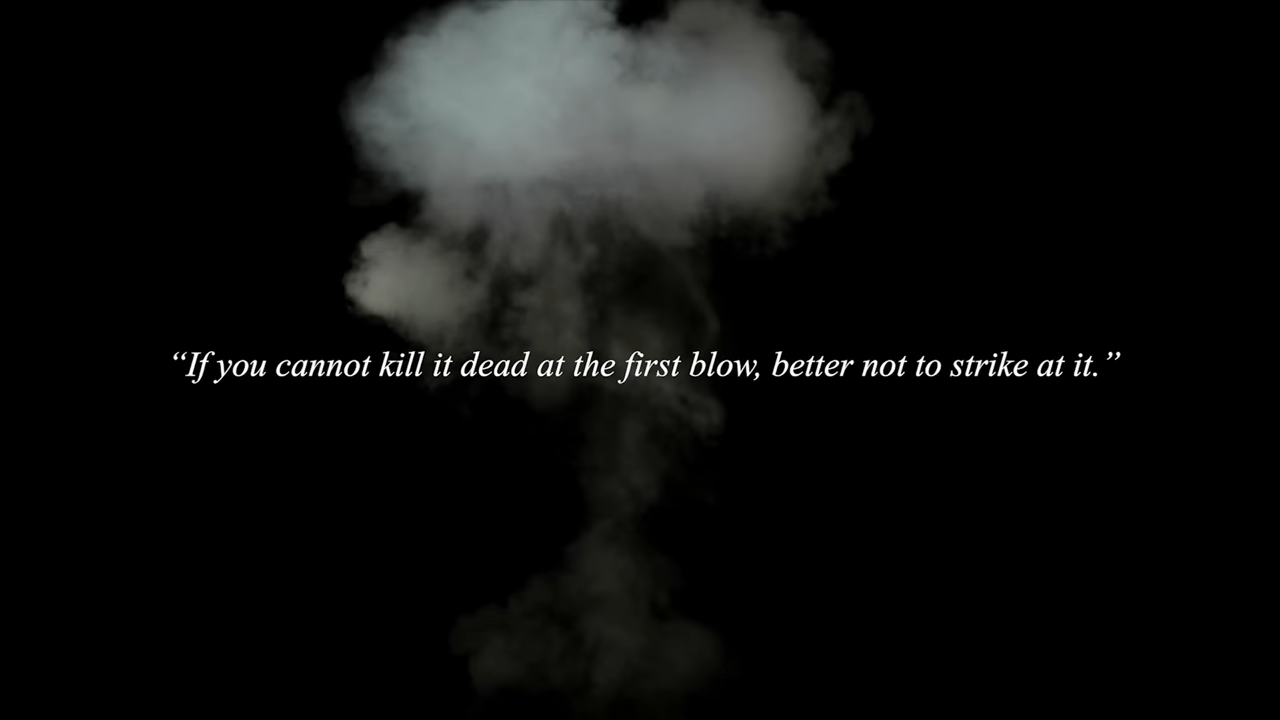 “If you cannot kill it dead at the first blow, better not to strike at it.”